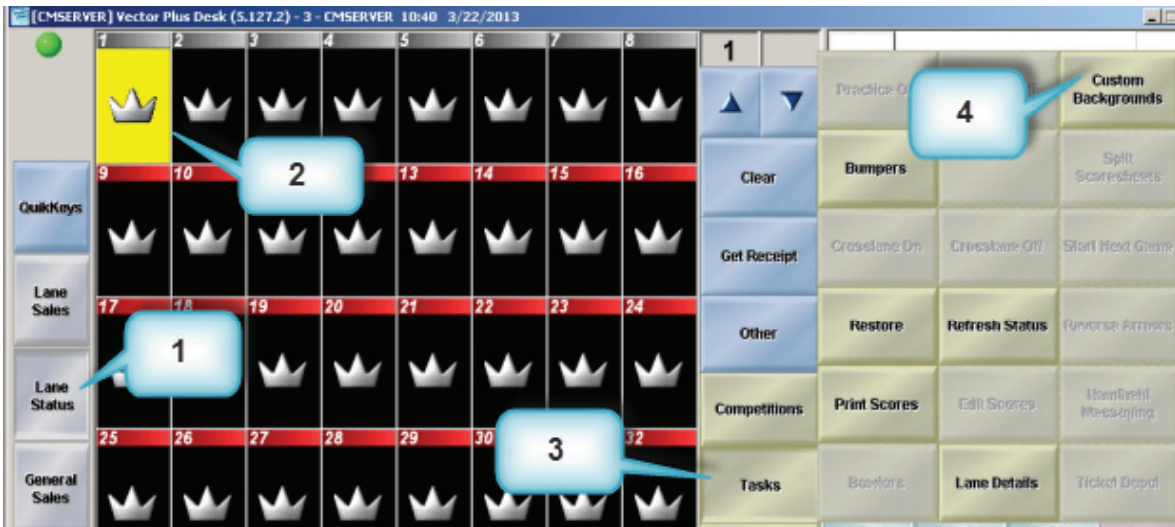 [CMSERVER] Vector Plus Desk (5.127.2) - 3 - CMSERVER 10:40 3/22/2013
1 2 3 4 5 6 7 8
1
Practice
4
Custom
Backgrounds
2
9 10 13 14 15 16
Clear
Bumpers
Split
Scoresheets
QuikKeys
Get Receipt
Crosslane On
Crosslane Off
Start Next Game
Lane
Sales
17 18 19 20 21 22 23 24
1
Other
Restore
Refresh Status
Reverse Arrows
Lane
Status
Competitions
Print Scores
Edit Scores
Messaging
25 26 27 28 29 30 32
3
General
Sales
Tasks
Bowlers
Lane Details
Ticket Depot